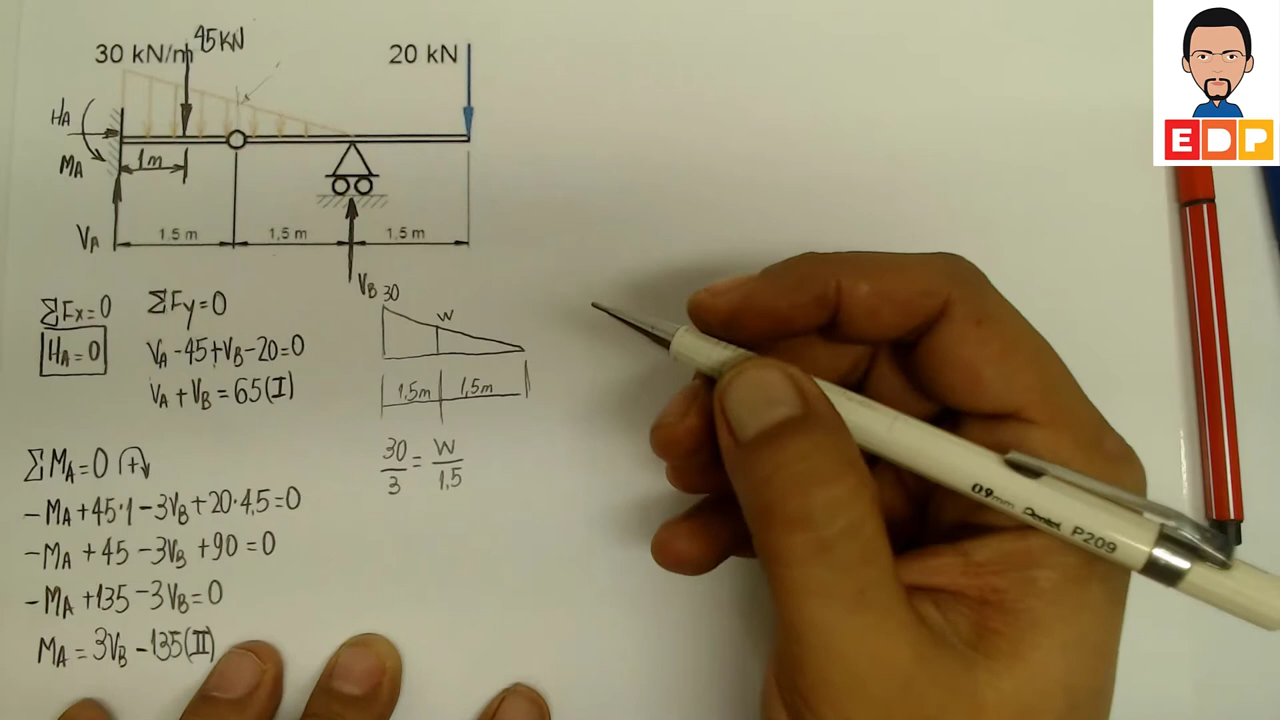 30 kN/m
45KN
20 kN
HA
MA
1m
VA
1.5 m
1,5 m
1.5 m
VB
ΣFx=0
HA=0
ΣFy=0
VA-45+VB-20=0
VA+VB=65(I)
30
W
1.5m
1,5m
30/3=W/1,5
ΣMA=0 (+
-MA+45·1-3VB+20·4,5=0
-MA+45-3VB+90=0
-MA+135-3VB=0
MA=3VB-135(II)
0.9mm Pentel P209
EDP